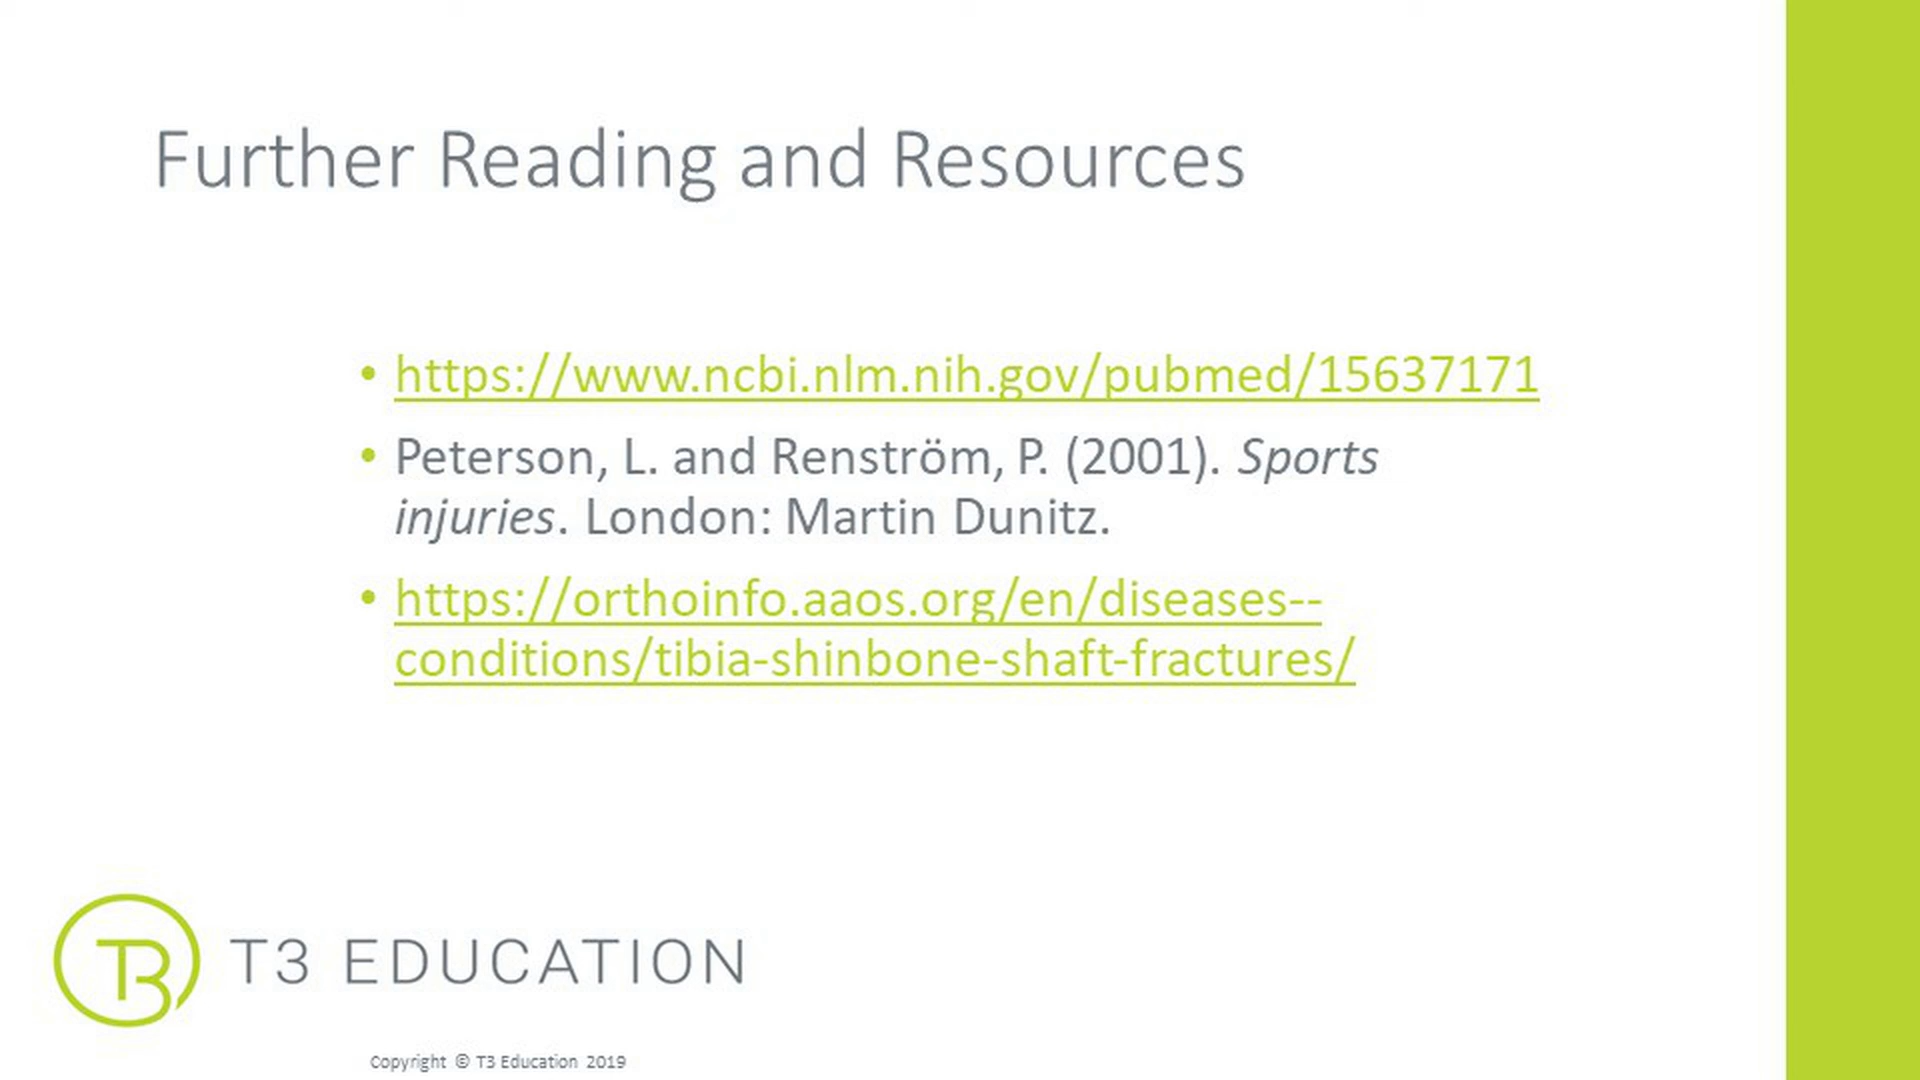 Further Reading and Resources
• https://www.ncbi.nlm.nih.gov/pubmed/15637171
• Peterson, L. and Renström, P. (2001). Sports
injuries. London: Martin Dunitz.
• https://orthoinfo.aaos.org/en/diseases--
conditions/tibia-shinbone-shaft-fractures/
T3 T3 EDUCATION
Copyright © T3 Education 2019